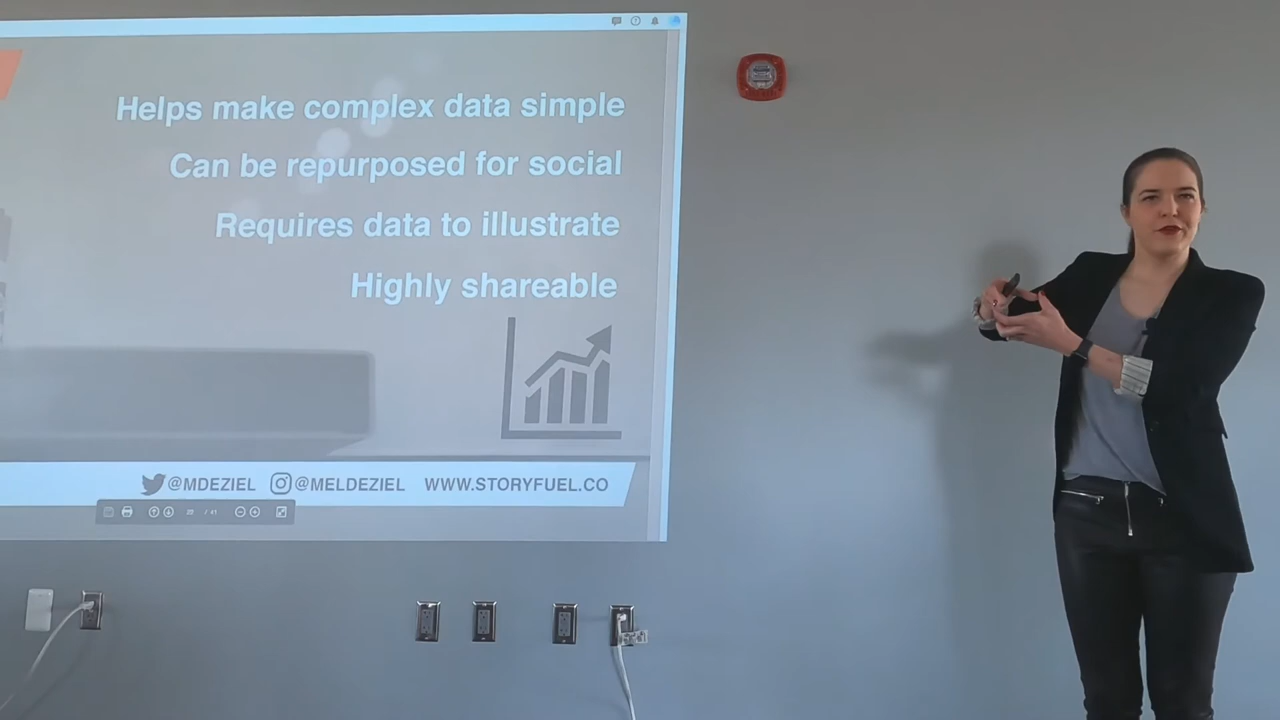 Helps make complex data simple
Can be repurposed for social
Requires data to illustrate
Highly shareable
@MDEZIEL @MELDEZIEL WWW.STORYFUEL.CO
/ 41